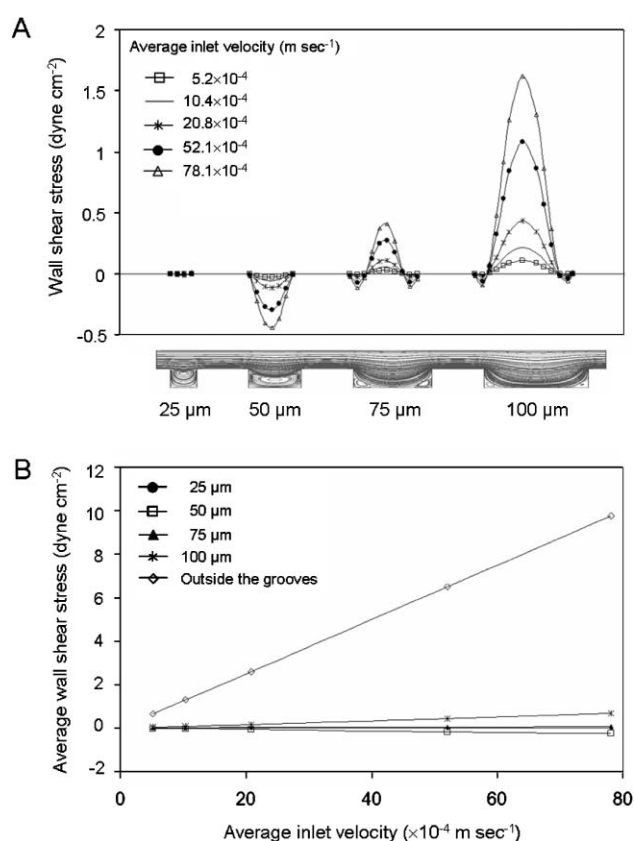 A
Wall shear stress (dyne cm-2)
2
1.5
1
0.5
0
-0.5
Average inlet velocity (m sec-1)
5.2×10-4
10.4×10-4
20.8×10-4
52.1×10-4
78.1×10-4
25 µm 50 µm 75 µm 100 µm
B
Average wall shear stress (dyne cm-2)
12
10
8
6
4
2
0
-2
25 µm
50 µm
75 µm
100 µm
Outside the grooves
0 20 40 60 80
Average inlet velocity (×10-4 m sec-1)